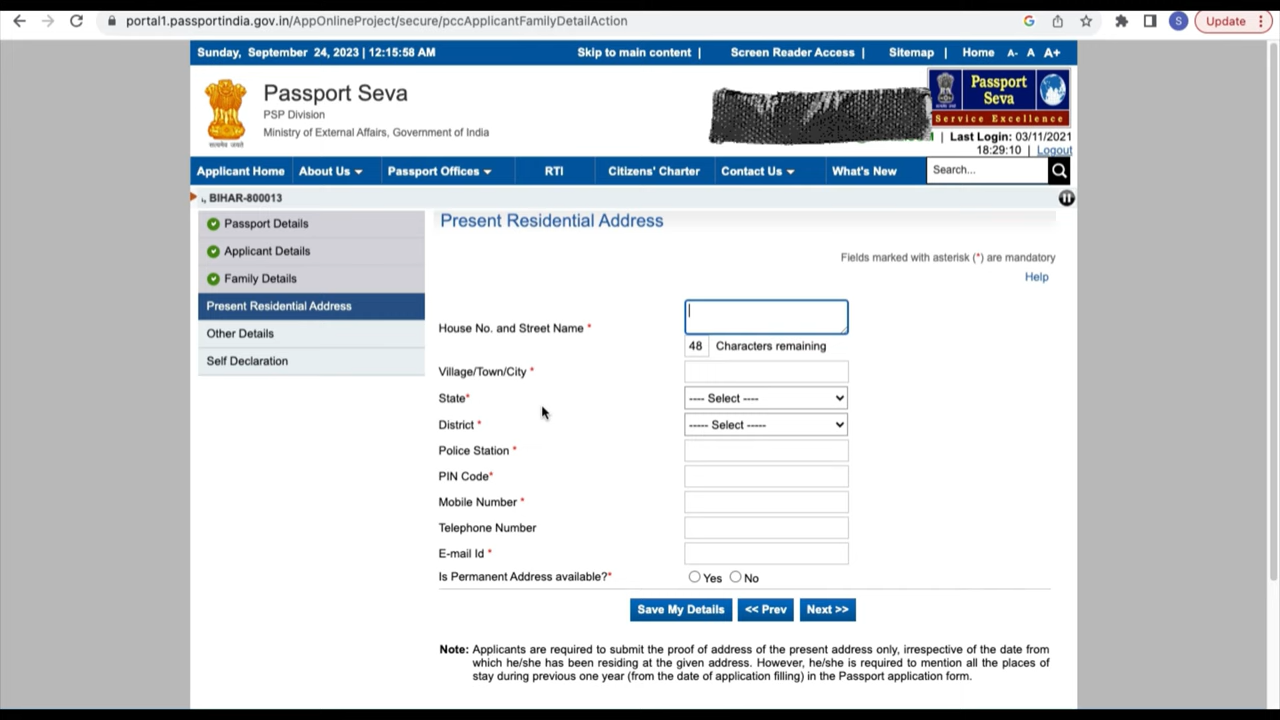 portal1.passportindia.gov.in/AppOnlineProject/secure/pccApplicantFamilyDetailAction
S
Update
Sunday, September 24, 2023 | 12:15:58 AM
Skip to main content | Screen Reader Access | Sitemap | Home A- A A+
Passport Seva
PSP Division
Ministry of External Affairs, Government of India
Passport
Seva
Service Excellence
| Last Login: 03/11/2021
18:29:10 | Logout
Applicant Home About Us Passport Offices RTI Citizens' Charter Contact Us What's New Search...
., BIHAR-800013
Passport Details
Applicant Details
Family Details
Present Residential Address
Other Details
Self Declaration
Present Residential Address
Fields marked with asterisk (*) are mandatory
Help
House No. and Street Name *
48 Characters remaining
Village/Town/City *
State* ---- Select ----
District * ----- Select -----
Police Station *
PIN Code*
Mobile Number *
Telephone Number
E-mail Id *
Is Permanent Address available?* Yes No
Save My Details << Prev Next >>
Note: Applicants are required to submit the proof of address of the present address only, irrespective of the date from
which he/she has been residing at the given address. However, he/she is required to mention all the places of
stay during previous one year (from the date of application filling) in the Passport application form.